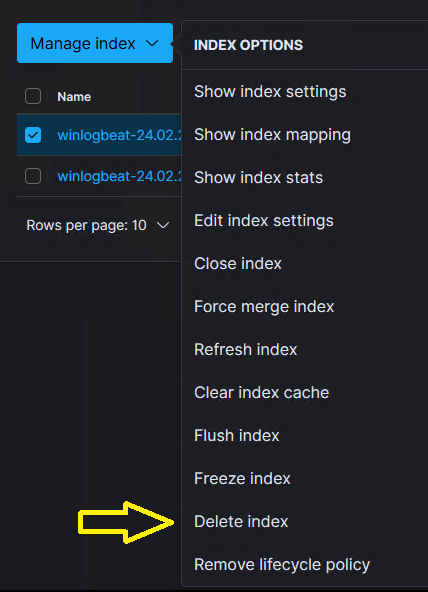 Manage index
INDEX OPTIONS
Name
winlogbeat-24.02.2
winlogbeat-24.02.2
Rows per page: 10
Show index settings
Show index mapping
Show index stats
Edit index settings
Close index
Force merge index
Refresh index
Clear index cache
Flush index
Freeze index
Delete index
Remove lifecycle policy